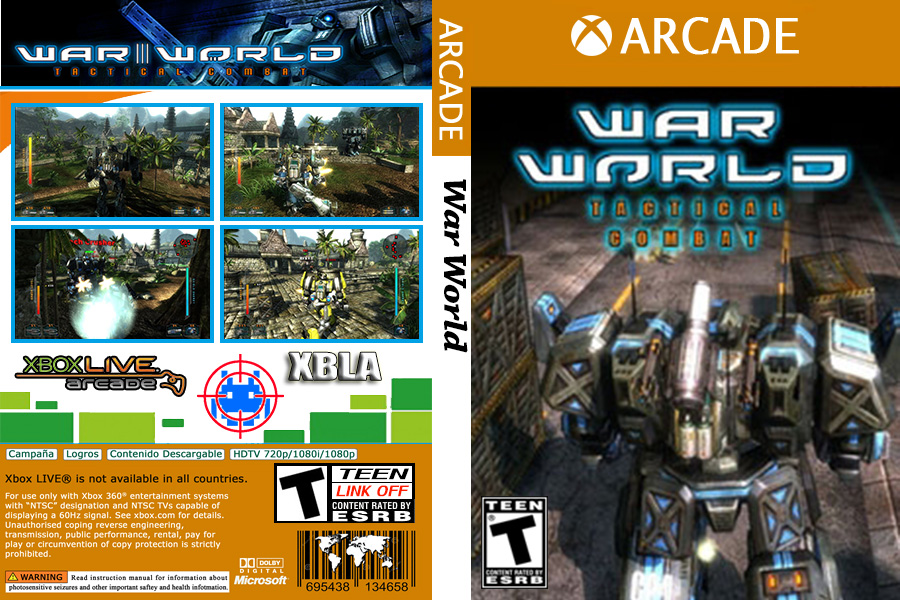 WAR WORLD
TACTICAL COMBAT
XBOX LIVE
arcade
XBLA
Campaña Logros Contenido Descargable HDTV 720p/1080i/1080p
Xbox LIVE® is not available in all countries.
For use only with Xbox 360® entertainment systems
with "NTSC" designation and NTSC TVs capable of
displaying a 60Hz signal. See xbox.com for details.
Unauthorised coping reverse engineering,
transmission, public performance, rental, pay for
play or circumvention of copy protection is strictly
prohibited.
WARNING Read instruction manual for information about
photosensitive seizures and other important saftey and health infotmation.
DOLBY
DIGITAL
Microsoft
T
TEEN
LINK OFF
CONTENT RATED BY
ESRB
695438 134658
ARCADE
War World
ARCADE
WAR
WORLD
TACTICAL
COMBAT
TEEN
T
CONTENT RATED BY
ESRB